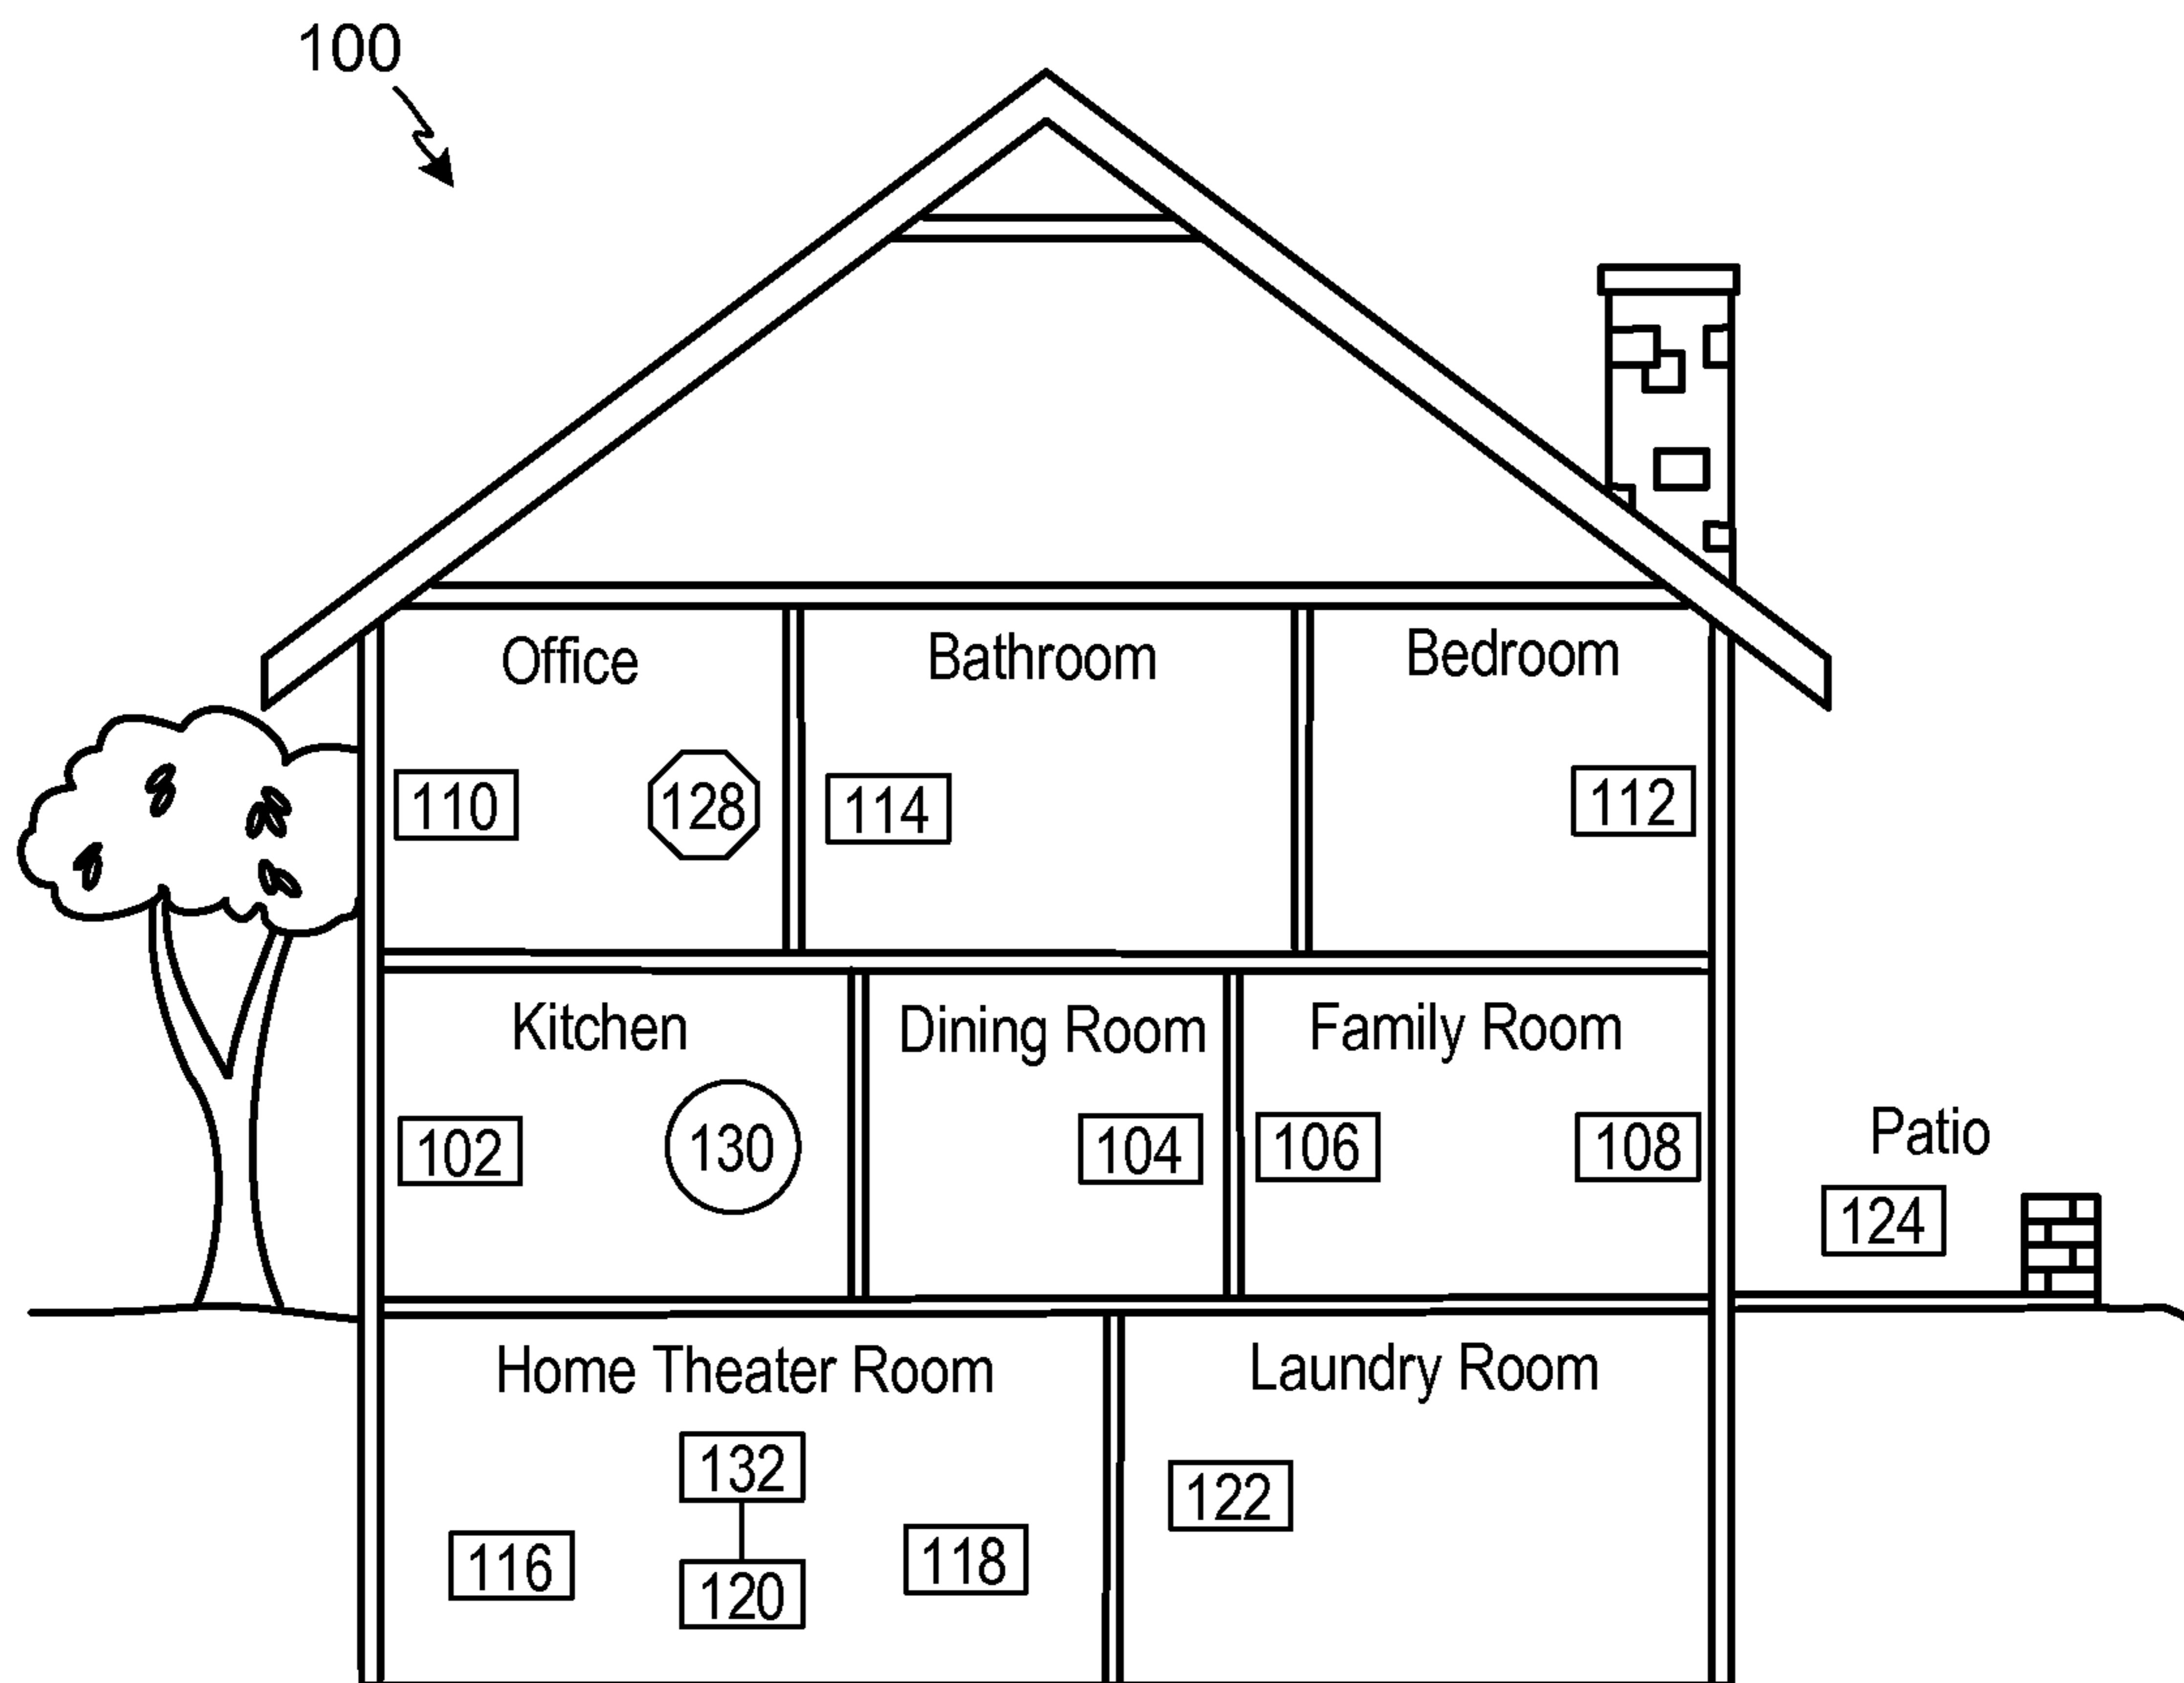 100
Office
Bathroom
Bedroom
110
128
114
112
Kitchen
Dining Room
Family Room
102
130
104
106
108
Patio
124
Home Theater Room
Laundry Room
132
122
116
120
118